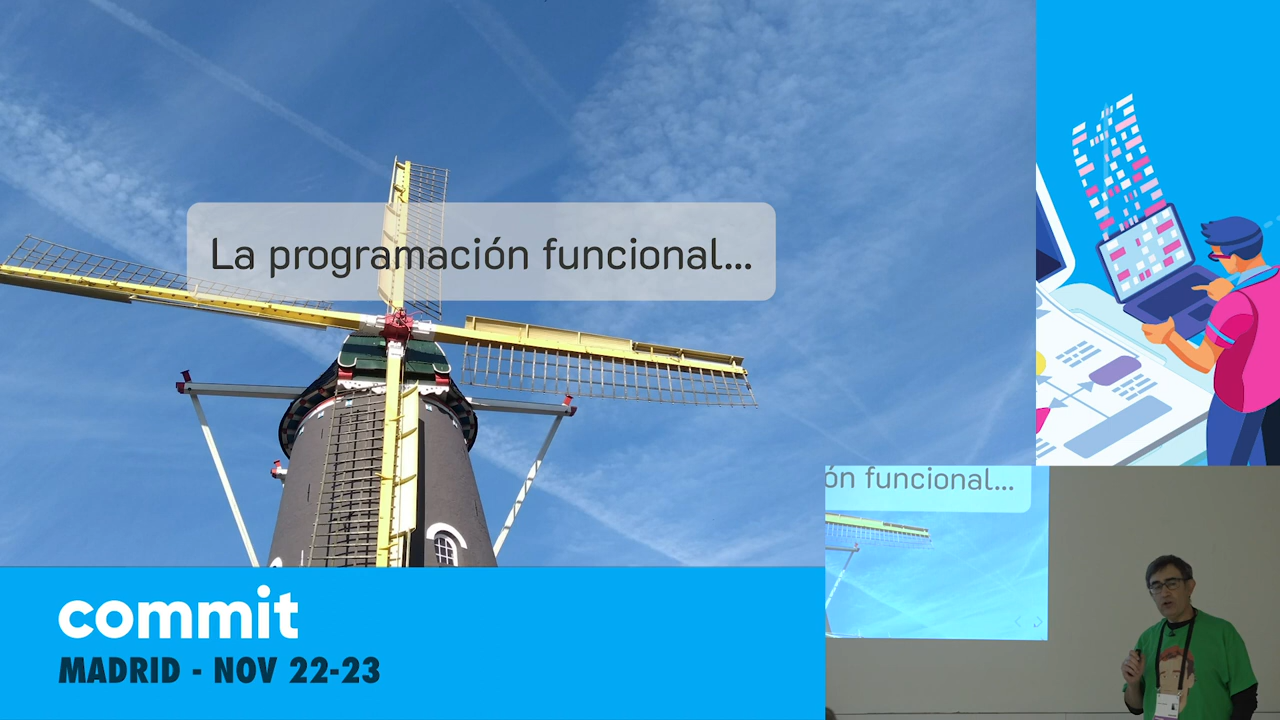 La programación funcional...
commit
MADRID - NOV 22-23
ón funcional...